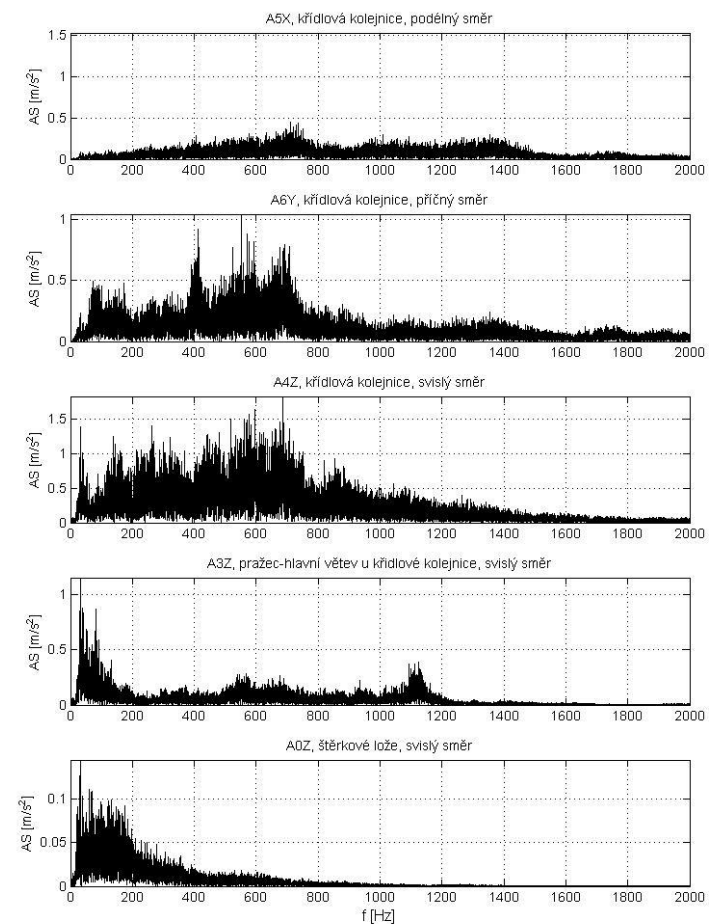 A5X, křídlová kolejnice, podélný směr
1.5
1
0.5
0
AS [m/s²]
0 200 400 600 800 1000 1200 1400 1600 1800 2000
A6Y, křídlová kolejnice, příčný směr
1
0.5
0
AS [m/s²]
0 200 400 600 800 1000 1200 1400 1600 1800 2000
A4Z, křídlová kolejnice, svislý směr
1.5
1
0.5
0
AS [m/s²]
0 200 400 600 800 1000 1200 1400 1600 1800 2000
A3Z, pražec-hlavní větev u křidlové kolejnice, svislý směr
1
0.5
0
AS [m/s²]
0 200 400 600 800 1000 1200 1400 1600 1800 2000
A0Z, štěrkové lože, svislý směr
0.1
0.05
0
AS [m/s²]
0 200 400 600 800 1000 1200 1400 1600 1800 2000
f [Hz]